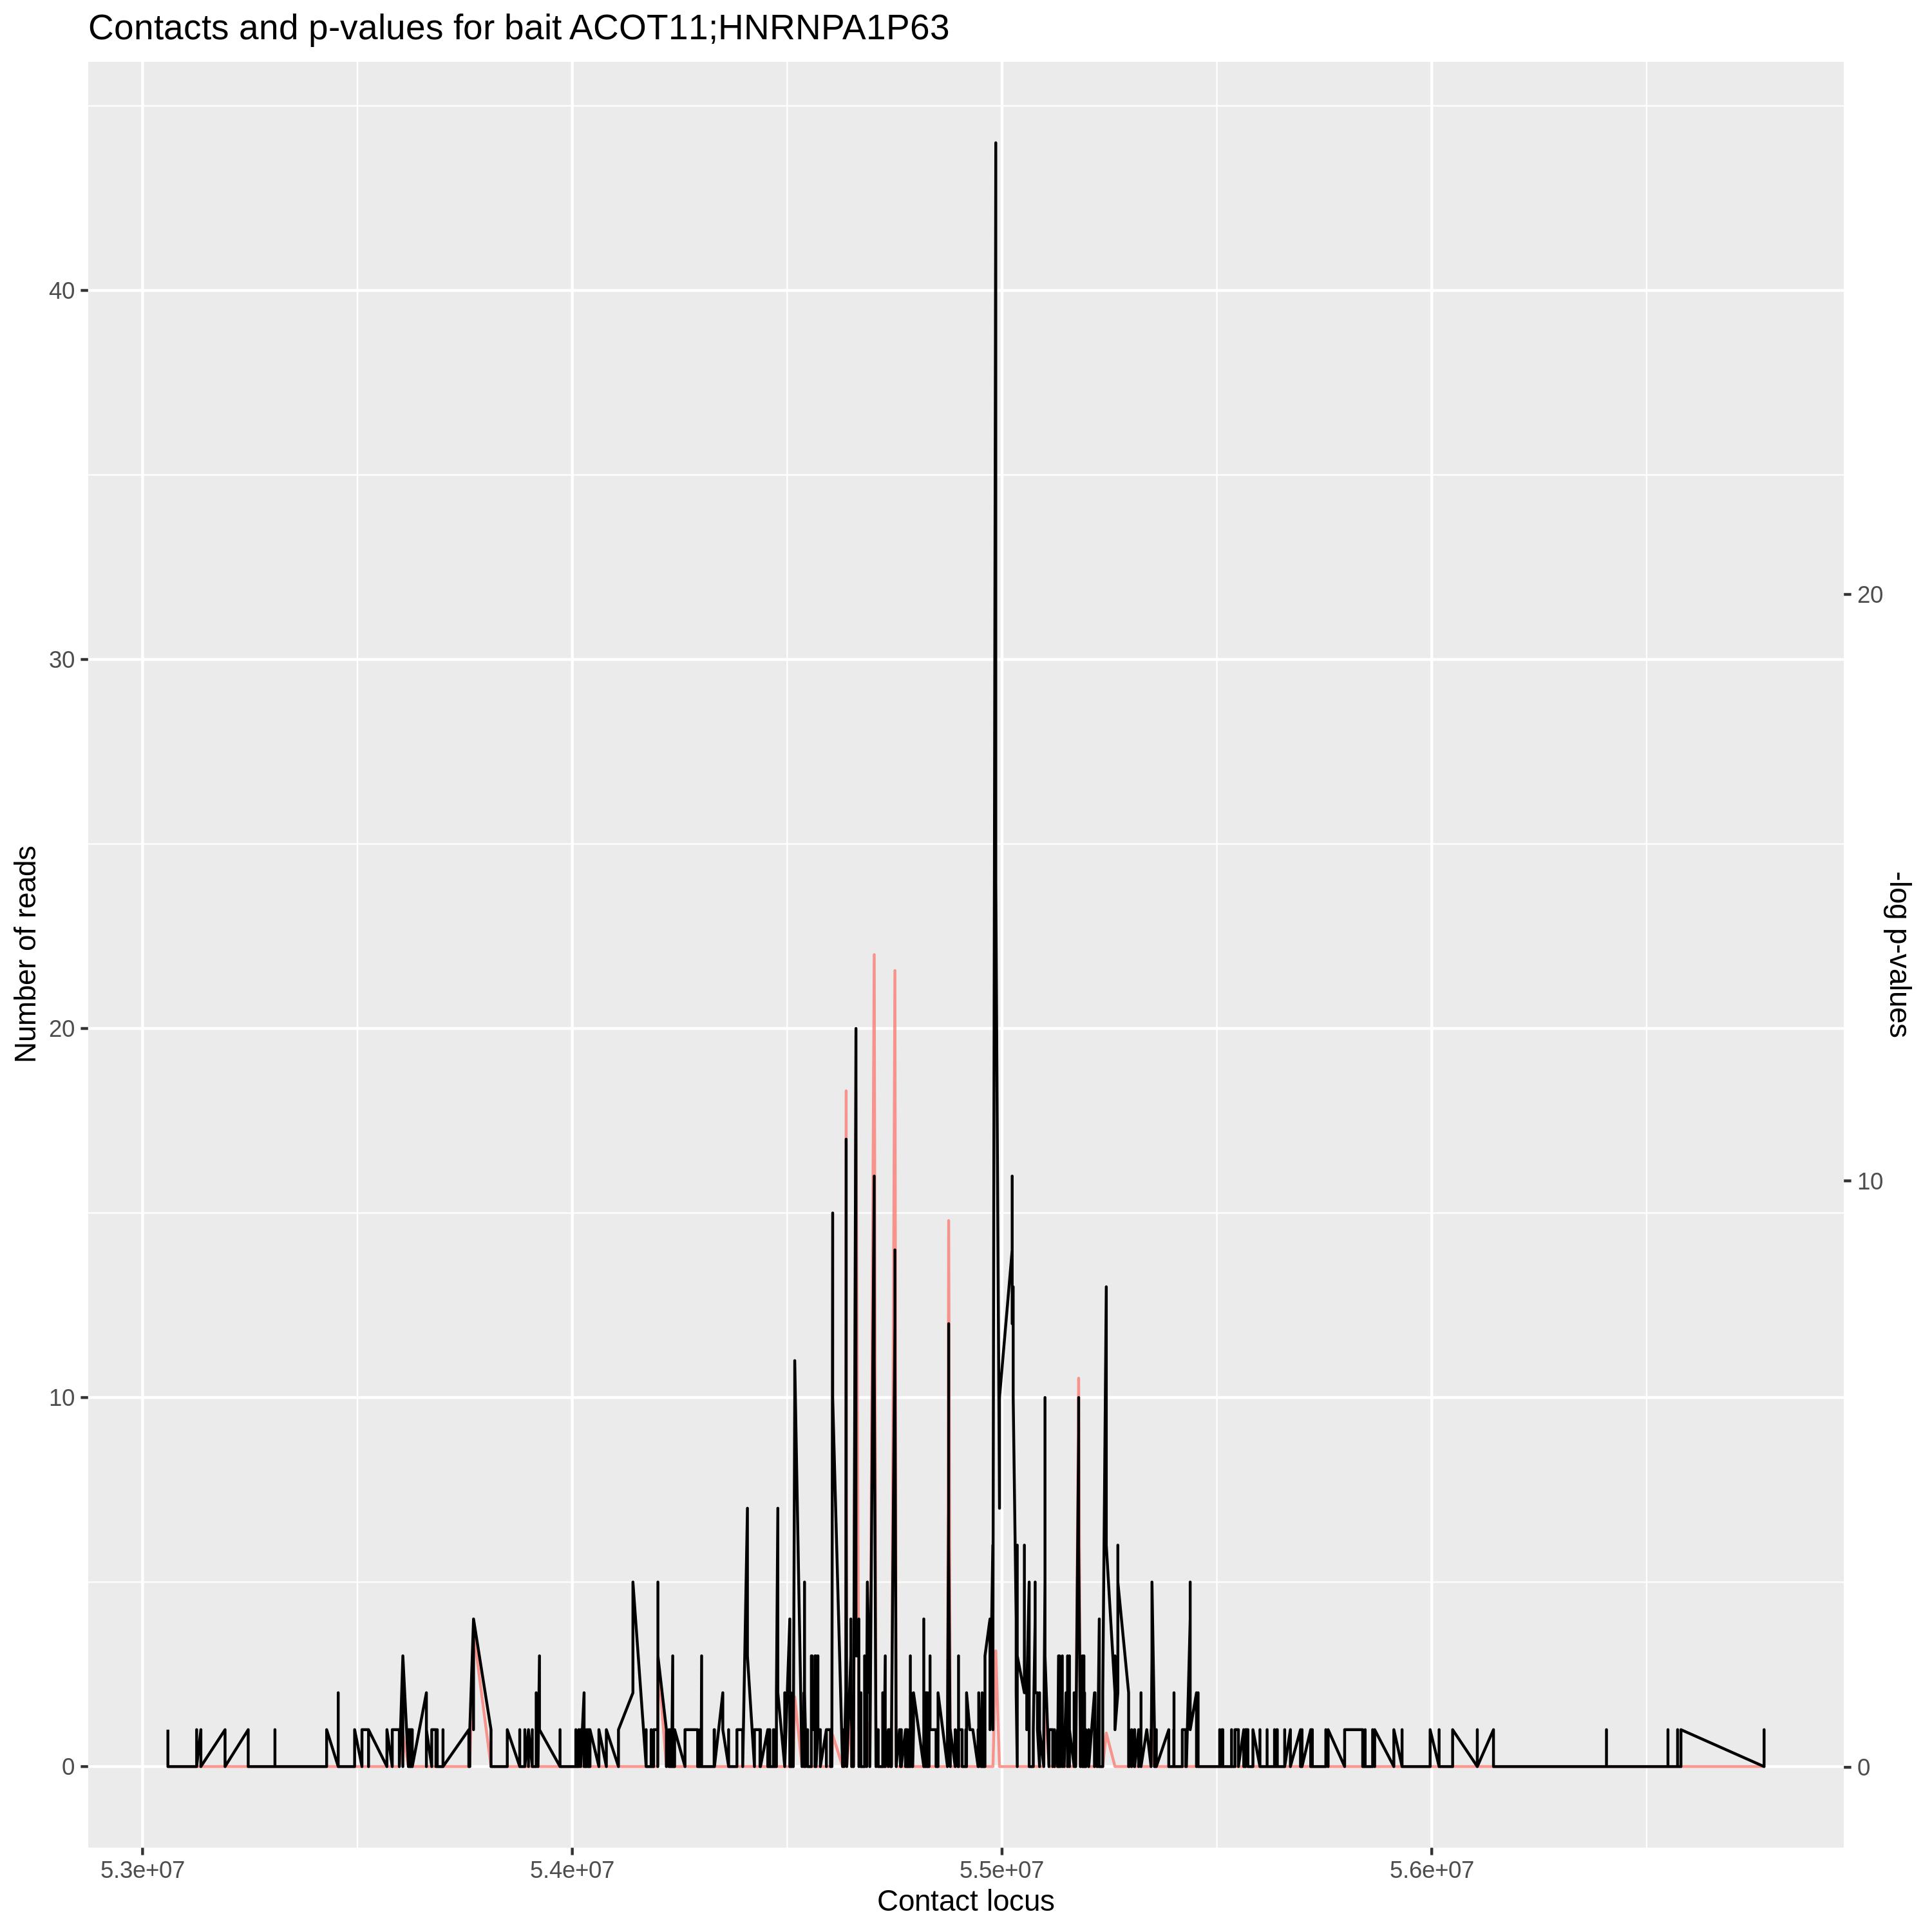 Contacts and p-values for bait ACOT11;HNRNPA1P63
40
30
20
10
0
Number of reads
20
10
0
-log p-values
5.3e+07
5.4e+07
5.5e+07
5.6e+07
Contact locus